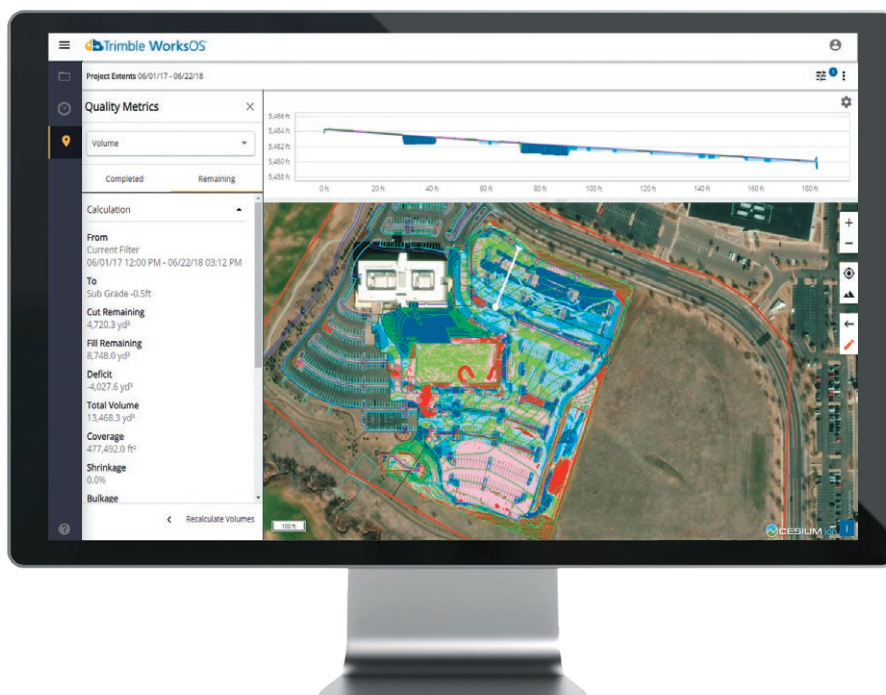 Trimble WorksOS
Project Extents 06/01/17 - 06/22/18
1
Quality Metrics
Volume
Completed
Remaining
Calculation
From
Current Filter
06/01/17 12:00 PM - 06/22/18 03:12 PM
To
Sub Grade -0.5ft
Cut Remaining
4,720.3 yd³
Fill Remaining
8,748.0 yd³
Deficit
-4,027.6 yd³
Total Volume
13,468.3 yd³
Coverage
477,492.0 ft²
Shrinkage
0.0%
Bulkage
Recalculate Volumes
5,466 ft
5,464 ft
5,462 ft
5,460 ft
5,458 ft
0 ft
20 ft
40 ft
60 ft
80 ft
100 ft
120 ft
140 ft
160 ft
180 ft
100 ft
CESIUM ion